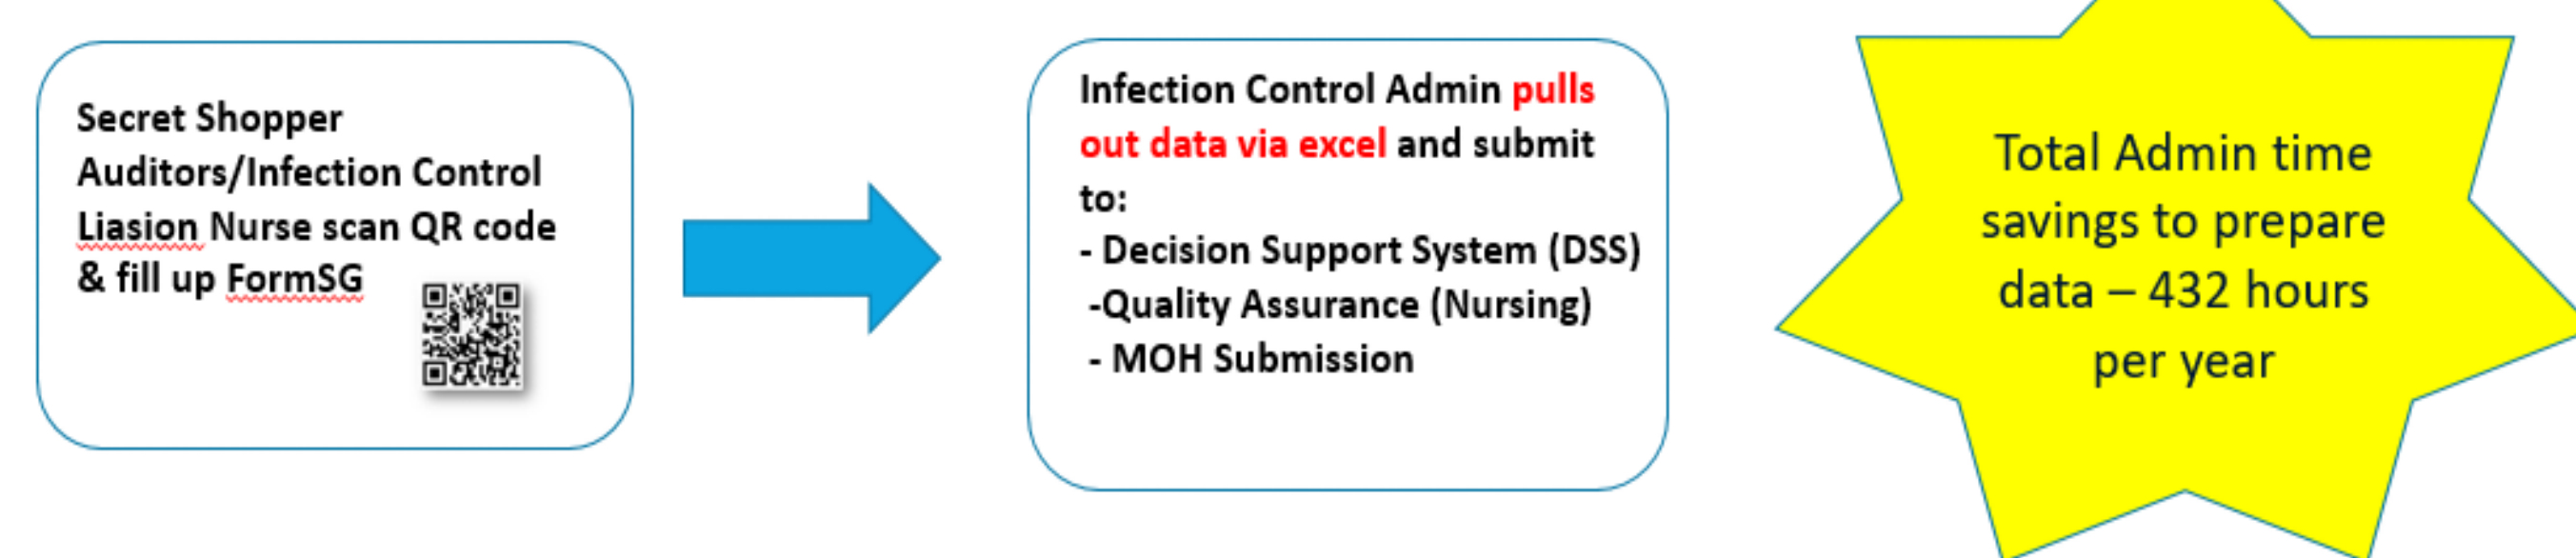 Secret Shopper
Auditors/Infection Control
Liasion Nurse scan QR code
& fill up FormSG
Infection Control Admin pulls
out data via excel and submit
to:
- Decision Support System (DSS)
-Quality Assurance (Nursing)
- MOH Submission
Total Admin time
savings to prepare
data – 432 hours
per year